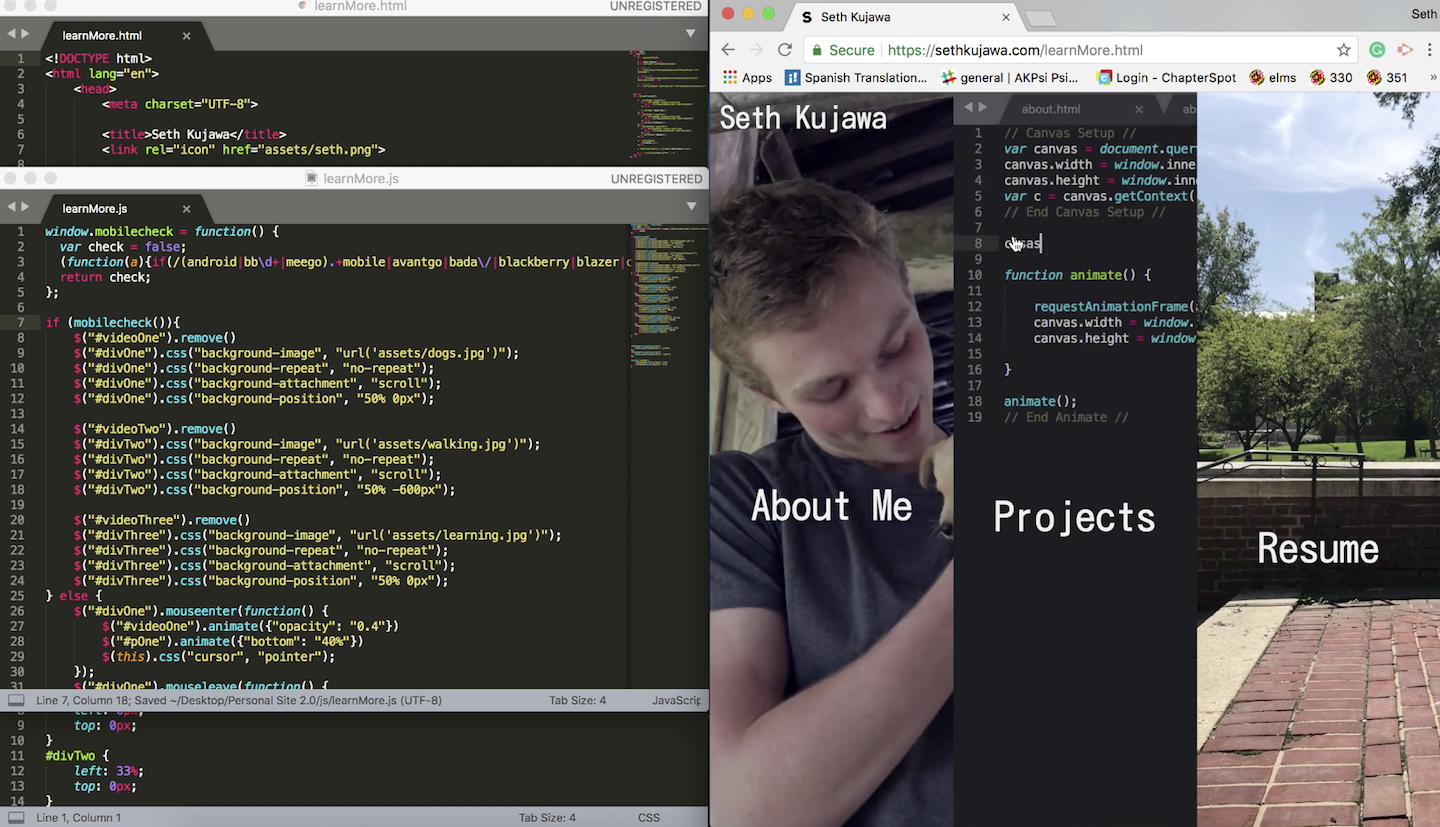 learnMore.html
UNREGISTERED
learnMore.html
1 <!DOCTYPE html>
2 <html lang="en">
3 <head>
4 <meta charset="UTF-8">
5
6 <title>Seth Kujawa</title>
7 <link rel="icon" href="assets/seth.png">
learnMore.js
UNREGISTERED
learnMore.js
1 window.mobilecheck = function() {
2 var check = false;
3 (function(a){if(/(android|bb\d+|meego).+mobile|avantgo|bada\/|blackberry|blazer|c
4 return check;
5 };
6
7 if (mobilecheck()){
8 $("#videoOne").remove()
9 $("#divOne").css("background-image", "url('assets/dogs.jpg')");
10 $("#divOne").css("background-repeat", "no-repeat");
11 $("#divOne").css("background-attachment", "scroll");
12 $("#divOne").css("background-position", "50% 0px");
13
14 $("#videoTwo").remove()
15 $("#divTwo").css("background-image", "url('assets/walking.jpg')");
16 $("#divTwo").css("background-repeat", "no-repeat");
17 $("#divTwo").css("background-attachment", "scroll");
18 $("#divTwo").css("background-position", "50% -600px");
19
20 $("#videoThree").remove()
21 $("#divThree").css("background-image", "url('assets/learning.jpg')");
22 $("#divThree").css("background-repeat", "no-repeat");
23 $("#divThree").css("background-attachment", "scroll");
24 $("#divThree").css("background-position", "50% 0px");
25 } else {
26 $("#divOne").mouseenter(function() {
27 $("#videoOne").animate({"opacity": "0.4"})
28 $("#pOne").animate({"bottom": "40%"})
29 $(this).css("cursor", "pointer");
30 });
31 $("#divOne").mouseleave(function() {
Line 7, Column 18; Saved ~/Desktop/Personal Site 2.0/js/learnMore.js (UTF-8)
Tab Size: 4
JavaScrip
8 left: 0px;
9 top: 0px;
10 }
11 #divTwo {
12 left: 33%;
13 top: 0px;
14 }
Line 1, Column 1
Tab Size: 4
CSS
Seth Kujawa
Seth
Secure
https://sethkujawa.com/learnMore.html
Apps
Spanish Translation...
general | AKPsi Psi...
Login - ChapterSpot
elms
330
351
»
Seth Kujawa
About Me
about.html
ab
1 // Canvas Setup //
2 var canvas = document.query
3 canvas.width = window.inne
4 canvas.height = window.inn
5 var c = canvas.getContext(
6 // End Canvas Setup //
7
8
9
10 function animate() {
11
12 requestAnimationFrame(
13 canvas.width = window.
14 canvas.height = window
15
16 }
17
18 animate();
19 // End Animate //
Projects
Resume